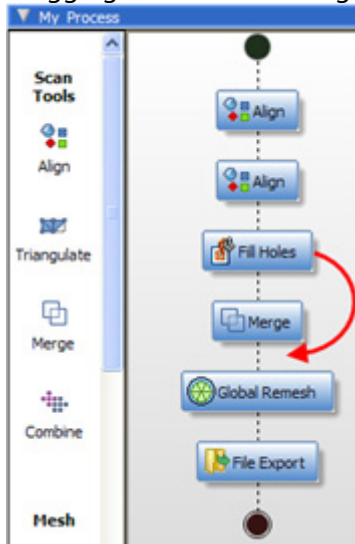 My Process
Scan
Tools
Align
Triangulate
Merge
Combine
Mesh
Align
Align
Fill Holes
Merge
Global Remesh
File Export